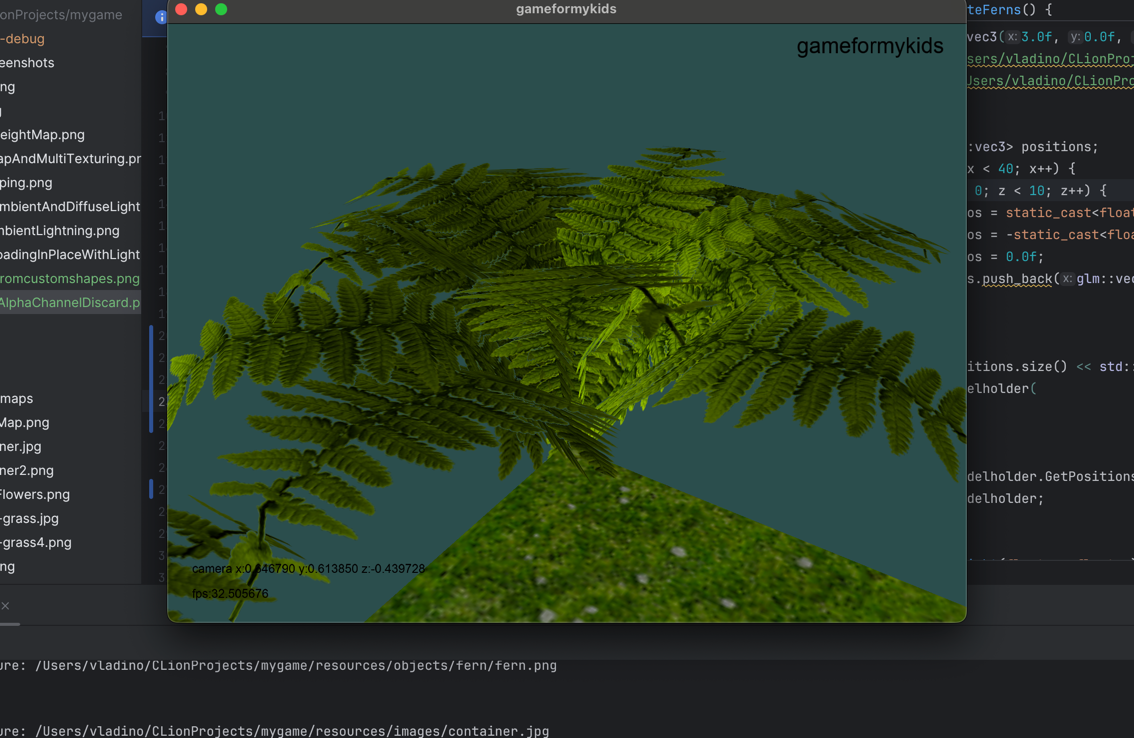 ionProjects/mygame
-debug
eenshots
ng
eightMap.png
apAndMultiTexturing.pr
ping.png
mbientAndDiffuseLight
nbientLightning.png
oadingInPlaceWithLight
romcustomshapes.png
AlphaChannelDiscard.p
maps
Map.png
ner.jpg
ner2.png
Flowers.png
-grass.jpg
-grass4.png
ng
gameformykids
gameformykids
camera x:0.846790 y:0.613850 z:-0.439728
fps:32.505676
teFerns() {
vec3( x: 3.0f, y: 0.0f,
sers/vladino/CLionProj
Users/vladino/CLionPro
:vec3> positions;
x < 40; x++) {
0; z < 10; z++) {
os = static_cast<float
os = -static_cast<floa
os = 0.0f;
s.push_back( x: glm::vec
itions.size() << std::
elholder(
delholder.GetPositions
delholder;
ure: /Users/vladino/CLionProjects/mygame/resources/objects/fern/fern.png
ure: /Users/vladino/CLionProjects/mygame/resources/images/container.jpg